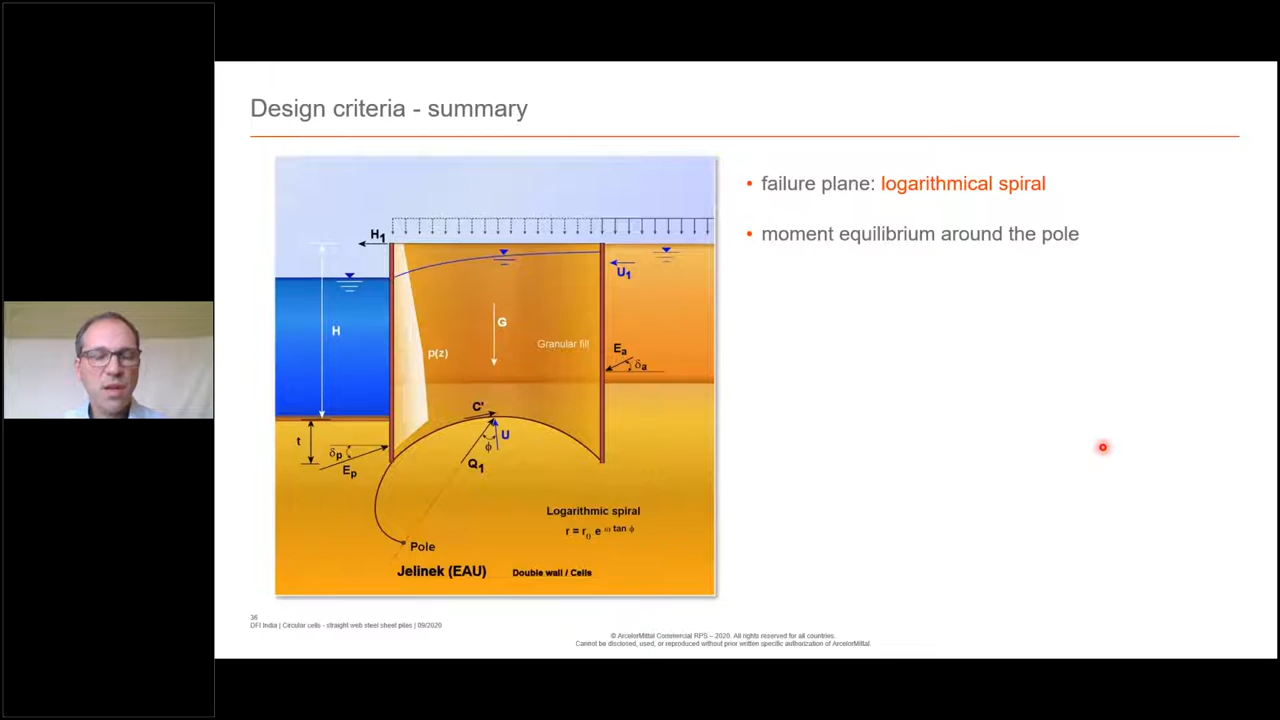 Design criteria - summary
• failure plane: logarithmical spiral
• moment equilibrium around the pole
H1
U1
H
G
Granular fill
p(z)
Ea
δa
C'
t
U
ϕ
δp
Ep
Q1
Logarithmic spiral
r = r0 e ω tan ϕ
Pole
Jelinek (EAU)
Double wall / Cells
36
DFI India | Circular cells - straight web steel sheet piles | 09/2020
© ArcelorMittal Commercial RPS – 2020. All rights reserved for all countries.
Cannot be disclosed, used, or reproduced without prior written specific authorization of ArcelorMittal.